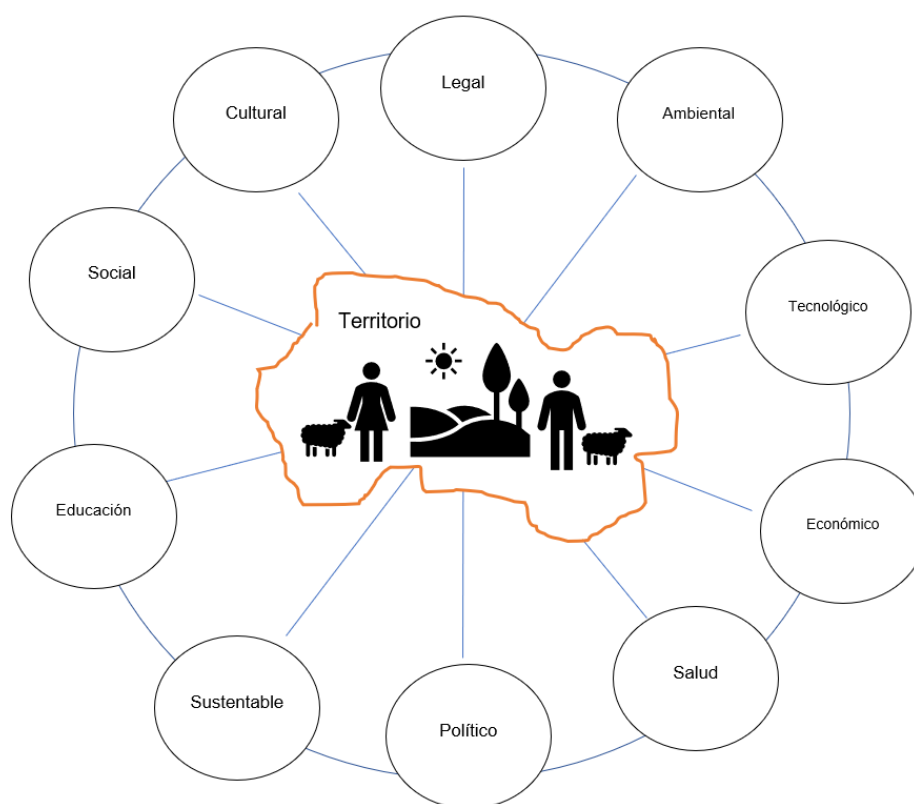 Legal
Cultural
Ambiental
Social
Tecnológico
Territorio
Educación
Económico
Salud
Sustentable
Político